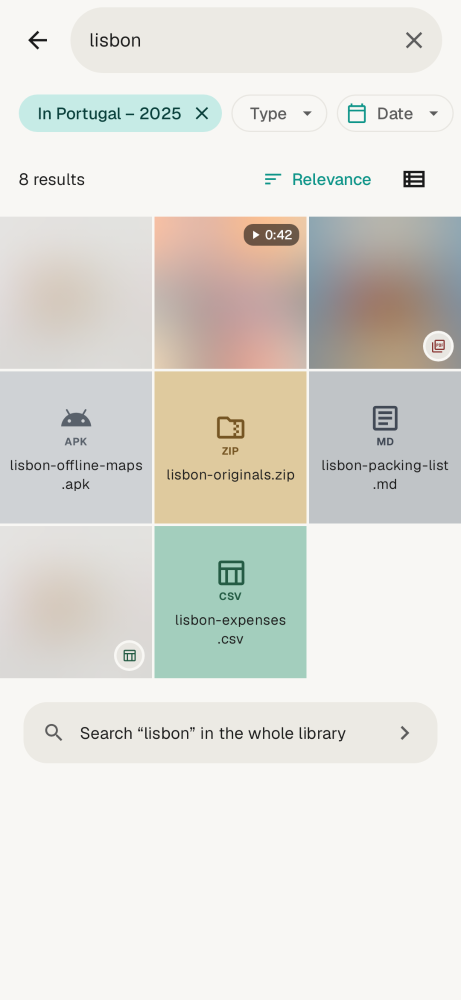 lisbon
In Portugal – 2025
Type
Date
8 results
Relevance
0:42
PDF
APK
lisbon-offline-maps
.apk
ZIP
lisbon-originals.zip
MD
lisbon-packing-list
.md
CSV
lisbon-expenses
.csv
Search “lisbon” in the whole library